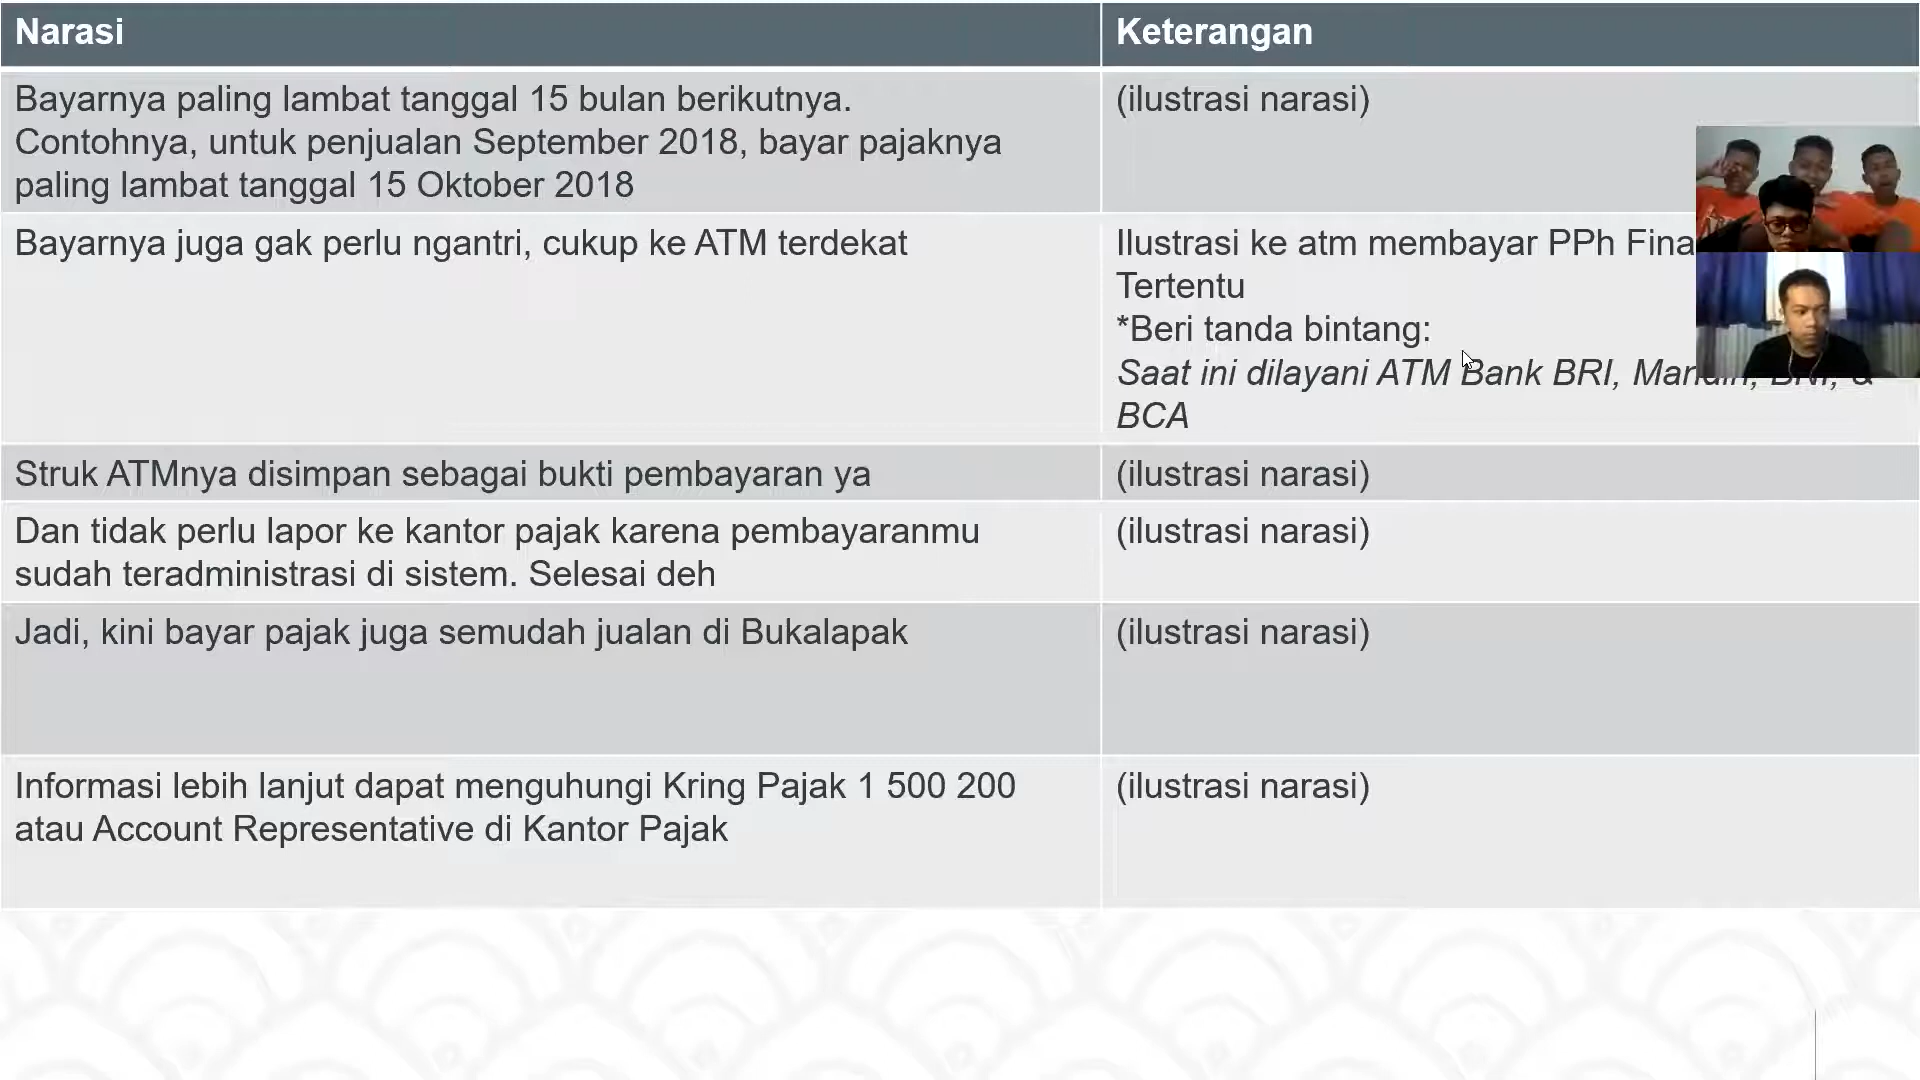 Narasi
Keterangan
Bayarnya paling lambat tanggal 15 bulan berikutnya.
Contohnya, untuk penjualan September 2018, bayar pajaknya
paling lambat tanggal 15 Oktober 2018
(ilustrasi narasi)
Bayarnya juga gak perlu ngantri, cukup ke ATM terdekat
Ilustrasi ke atm membayar PPh
Tertentu
*Beri tanda bintang:
Saat ini dilayani ATM Bank BRI, Mandiri, BNI, &
BCA
Struk ATMnya disimpan sebagai bukti pembayaran ya
(ilustrasi narasi)
Dan tidak perlu lapor ke kantor pajak karena pembayaranmu
sudah teradministrasi di sistem. Selesai deh
(ilustrasi narasi)
Jadi, kini bayar pajak juga semudah jualan di Bukalapak
(ilustrasi narasi)
Informasi lebih lanjut dapat menguhungi Kring Pajak 1 500 200
atau Account Representative di Kantor Pajak
(ilustrasi narasi)